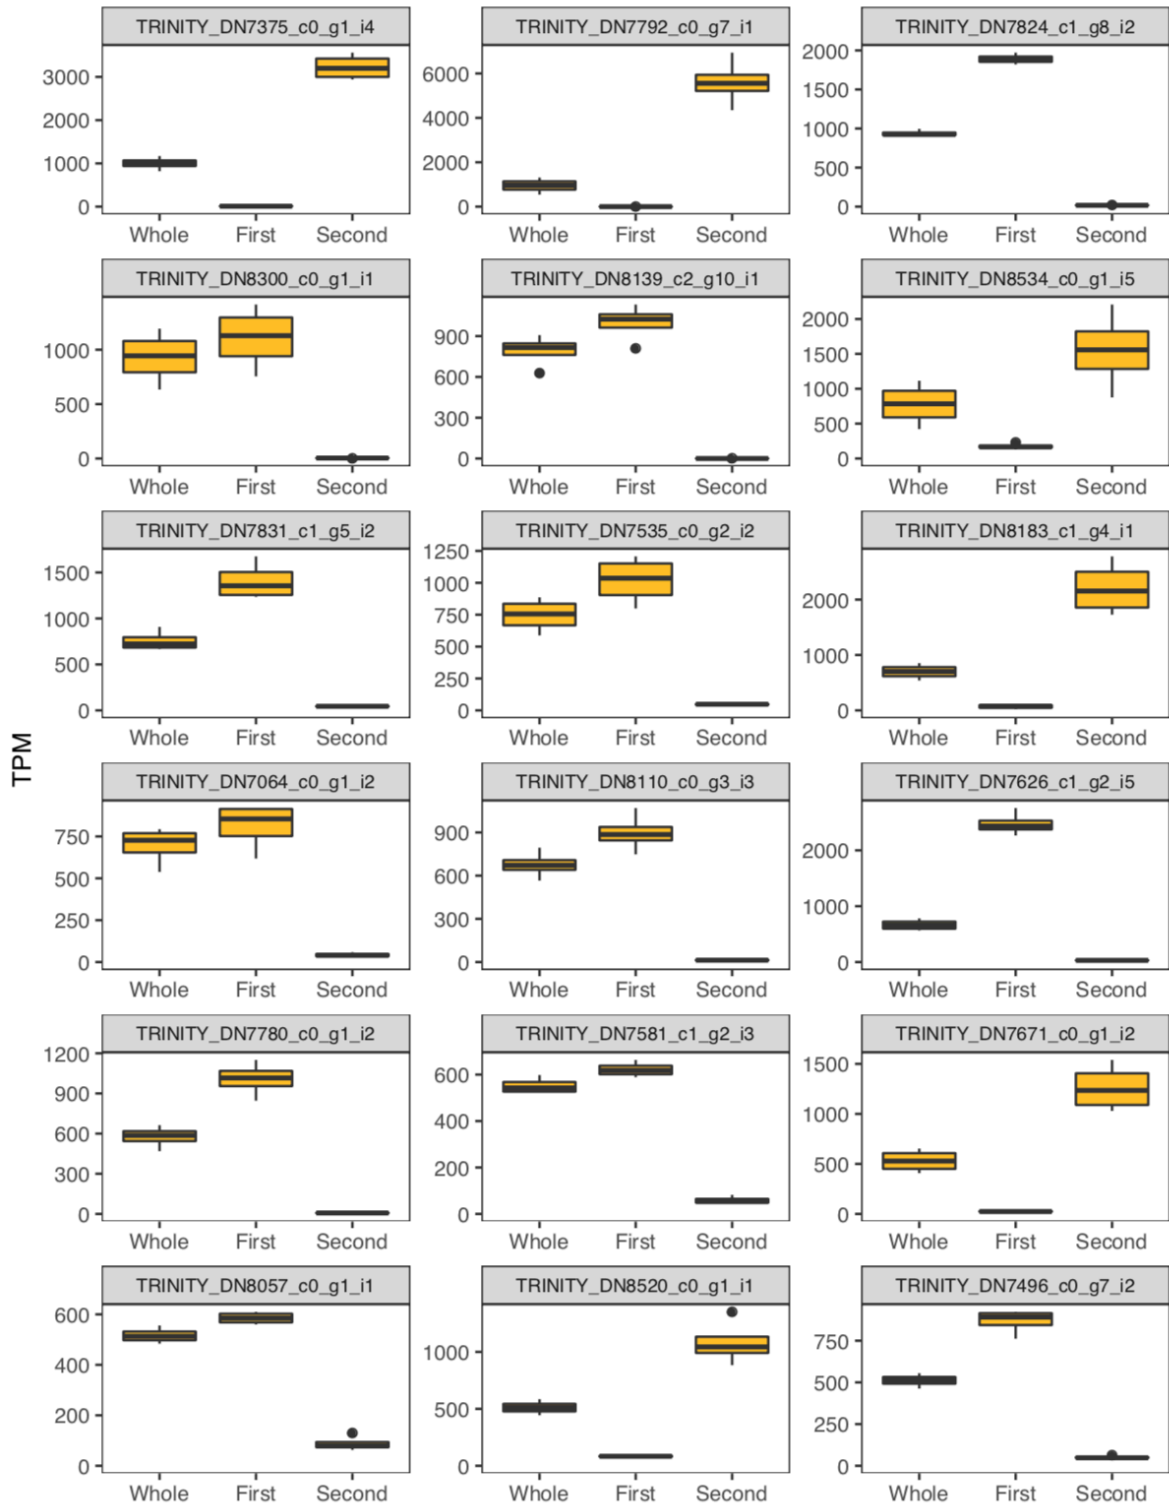 TRINITY_DN7375_c0_g1_i4 TRINITY_DN7792_c0_g7_i1 TRINITY_DN7824_c1_g8_i2
3000 6000 2000
2000 4000 1500
1000 2000 1000
0 0 500
0
Whole First Second Whole First Second Whole First Second
TRINITY_DN8300_c0_g1_i1 TRINITY_DN8139_c2_g10_i1 TRINITY_DN8534_c0_g1_i5
1000 900 2000
500 600 1500
0 300 1000
0 500
0
Whole First Second Whole First Second Whole First Second
TRINITY_DN7831_c1_g5_i2 TRINITY_DN7535_c0_g2_i2 TRINITY_DN8183_c1_g4_i1
1500 1250 2000
1000 1000 1000
500 750 0
0 500
250
0
Whole First Second Whole First Second Whole First Second
TPM
TRINITY_DN7064_c0_g1_i2 TRINITY_DN8110_c0_g3_i3 TRINITY_DN7626_c1_g2_i5
750 900 2000
500 600 1000
250 300 0
0 0
Whole First Second Whole First Second Whole First Second
TRINITY_DN7780_c0_g1_i2 TRINITY_DN7581_c1_g2_i3 TRINITY_DN7671_c0_g1_i2
1200 600 1500
900 400 1000
600 200 500
300 0 0
0
Whole First Second Whole First Second Whole First Second
TRINITY_DN8057_c0_g1_i1 TRINITY_DN8520_c0_g1_i1 TRINITY_DN7496_c0_g7_i2
600 1000 750
400 500 500
200 0 250
0 0
Whole First Second Whole First Second Whole First Second